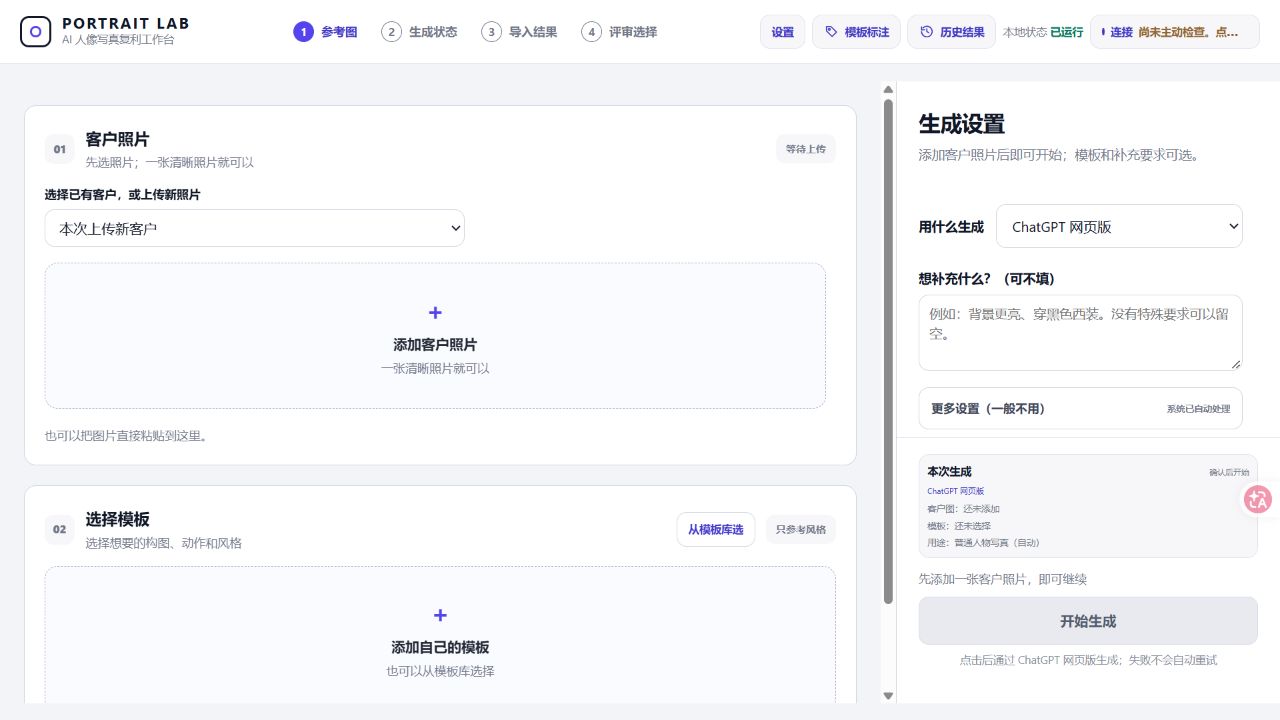 PORTRAIT LAB
AI 人像写真复利工作台
1 参考图
2 生成状态
3 导入结果
4 评审选择
设置
模板标注
历史结果
本地状态 已运行
连接 尚未主动检查。点...
01
客户照片
先选照片；一张清晰照片就可以
等待上传
选择已有客户，或上传新照片
本次上传新客户
+
添加客户照片
一张清晰照片就可以
也可以把图片直接粘贴到这里。
02
选择模板
选择想要的构图、动作和风格
从模板库选
只参考风格
+
添加自己的模板
也可以从模板库选择
生成设置
添加客户照片后即可开始；模板和补充要求可选。
用什么生成
ChatGPT 网页版
想补充什么？（可不填）
例如：背景更亮、穿黑色西装。没有特殊要求可以留
空。
更多设置（一般不用）
系统已自动处理
本次生成
确认后开始
ChatGPT 网页版
客户图：还未添加
模板：还未选择
用途：普通人物写真（自动）
先添加一张客户照片，即可继续
开始生成
点击后通过 ChatGPT 网页版生成；失败不会自动重试